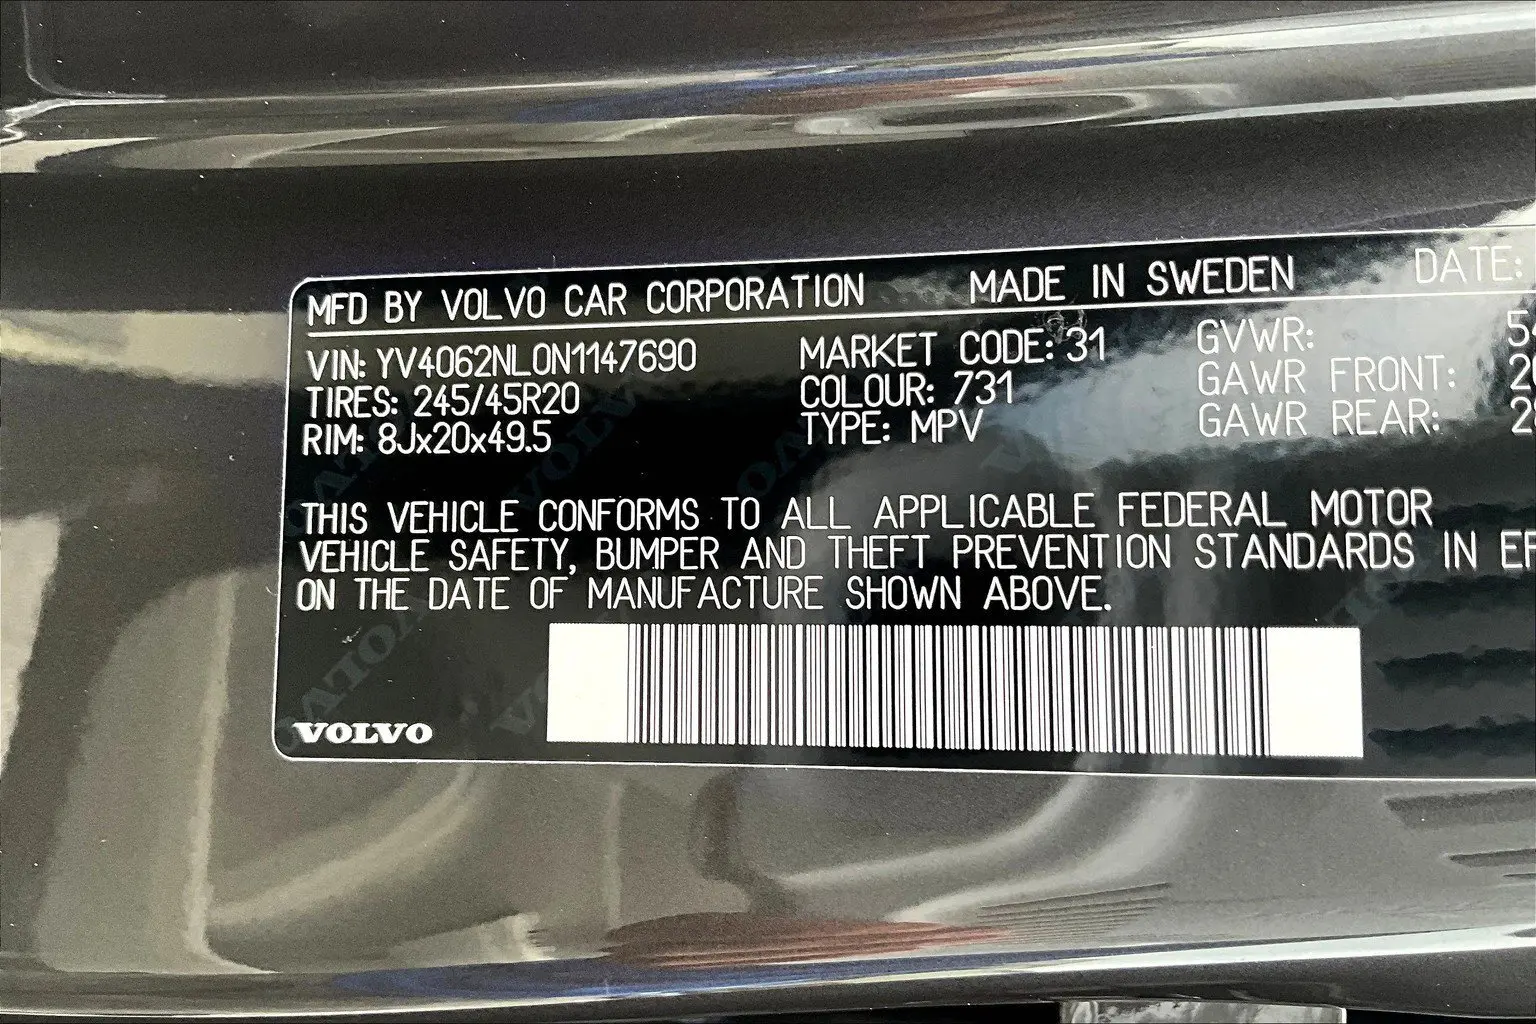 MFD BY VOLVO CAR CORPORATION MADE IN SWEDEN DATE:
VIN: YV4062NL0N1147690 MARKET CODE: 31 GVWR:
TIRES: 245/45R20 COLOUR: 731 GAWR FRONT:
RIM: 8Jx20x49.5 TYPE: MPV GAWR REAR:
THIS VEHICLE CONFORMS TO ALL APPLICABLE FEDERAL MOTOR
VEHICLE SAFETY, BUMPER AND THEFT PREVENTION STANDARDS IN
ON THE DATE OF MANUFACTURE SHOWN ABOVE.
VOLVO